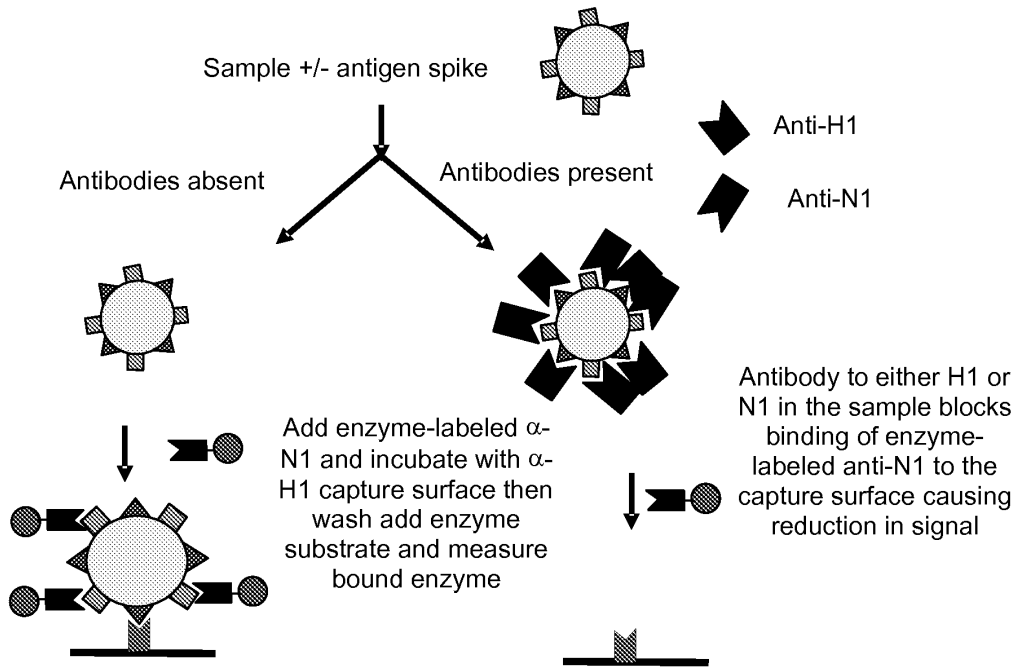 Sample +/- antigen spike
Anti-H1
Antibodies absent
Antibodies present
Anti-N1
Add enzyme-labeled α-
N1 and incubate with α-
H1 capture surface then
wash add enzyme
substrate and measure
bound enzyme
Antibody to either H1 or
N1 in the sample blocks
binding of enzyme-
labeled anti-N1 to the
capture surface causing
reduction in signal